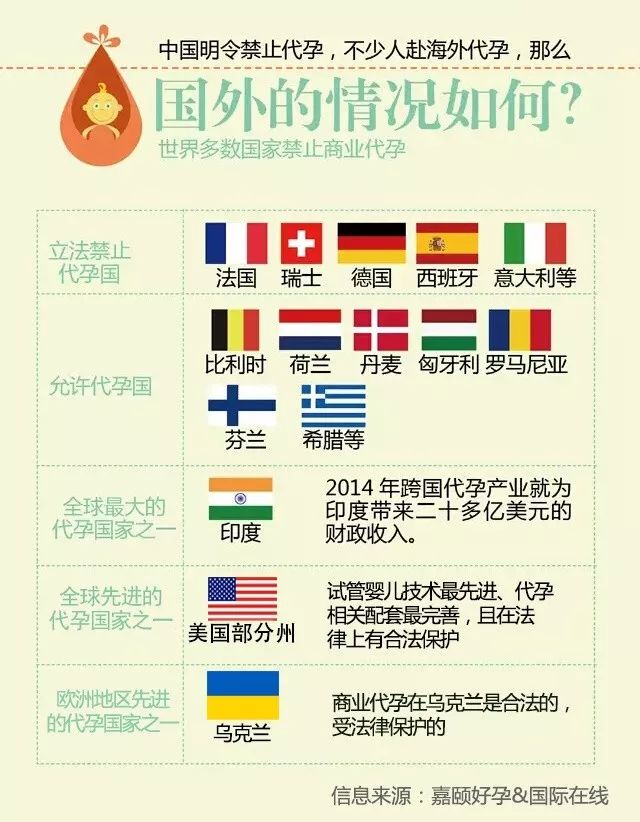 中国明令禁止代孕，不少人赴海外代孕，那么
国外的情况如何？
世界多数国家禁止商业代孕
立法禁止
代孕国
法国 瑞士 德国 西班牙 意大利等
允许代孕国
比利时 荷兰 丹麦 匈牙利 罗马尼亚
芬兰 希腊等
全球最大的
代孕国家之一
印度
2014年跨国代孕产业就为
印度带来二十多亿美元的
财政收入。
全球先进的
代孕国家之一
美国部分州
试管婴儿技术最先进、代孕
相关配套最完善，且在法
律上有合法保护
欧洲地区先进
的代孕国家之一
乌克兰
商业代孕在乌克兰是合法的，
受法律保护的
信息来源：嘉颐好孕&国际在线